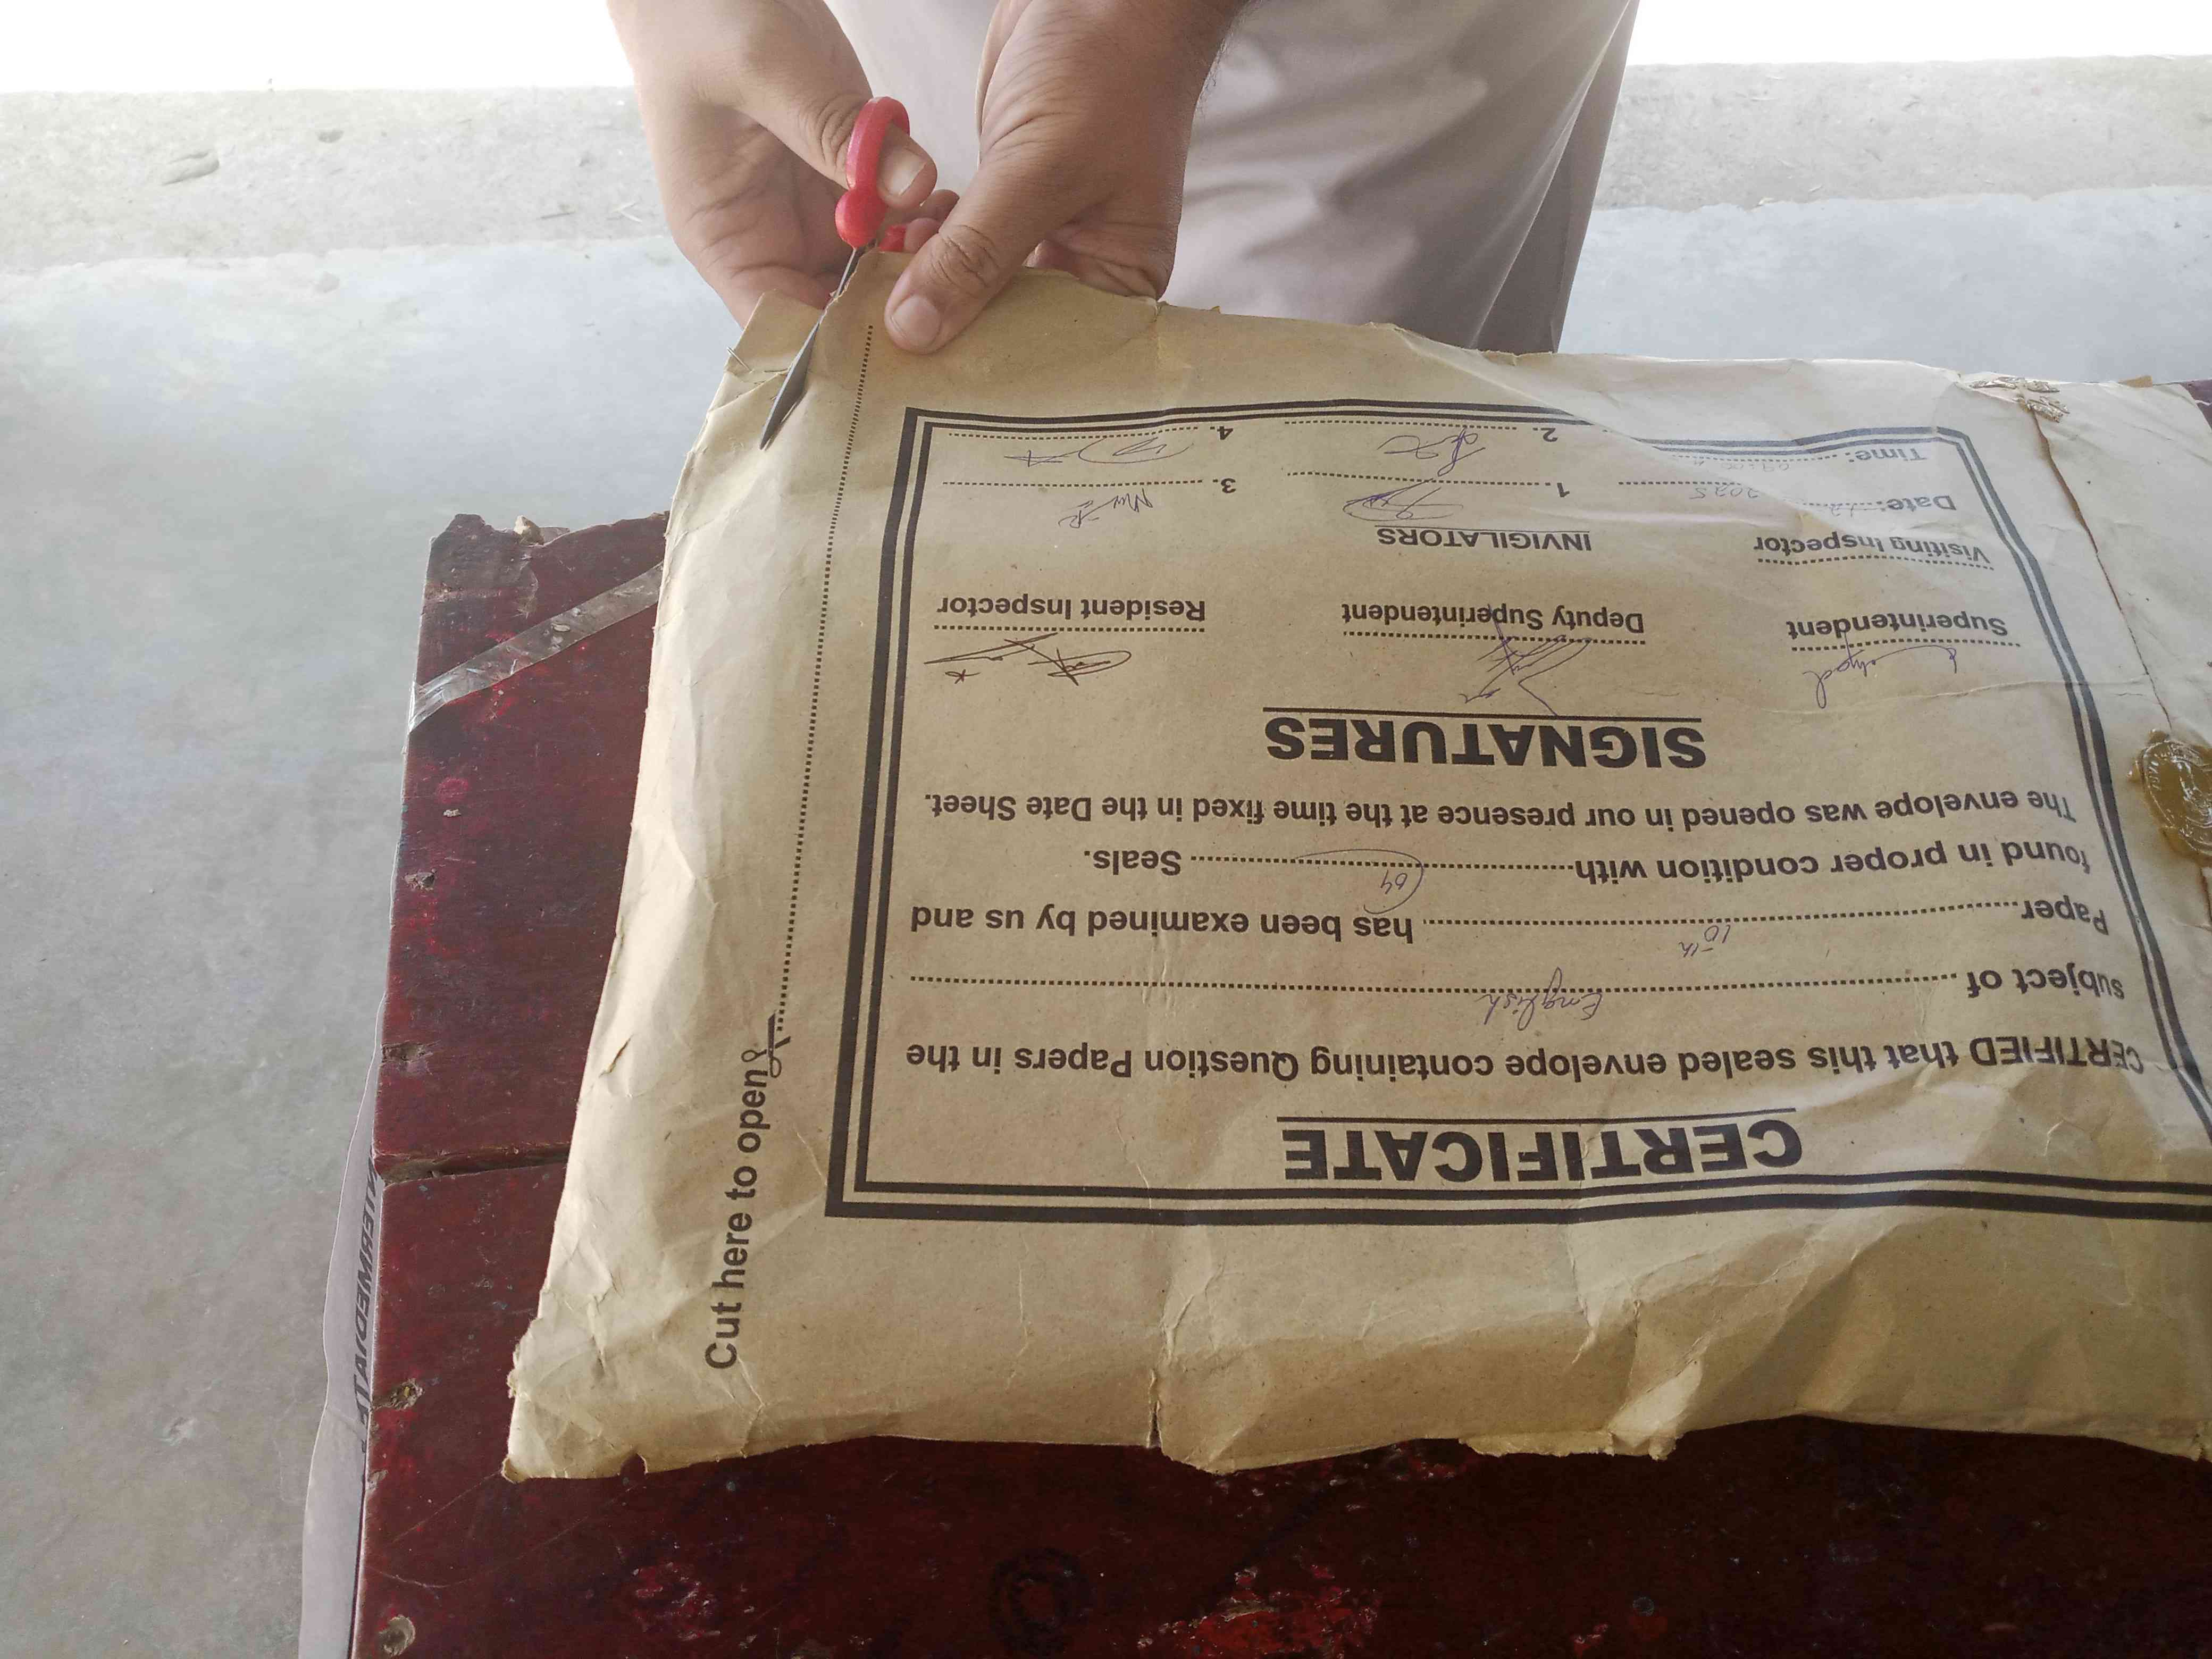 Cut here to open
CERTIFICATE
CERTIFIED that this sealed envelope containing Question Papers in the
subject of English
Paper 10th has been examined by us and
found in proper condition with (04) Seals.
The envelope was opened in our presence at the time fixed in the Date Sheet.
SIGNATURES
Superintendent Deputy Superintendent Resident Inspector
Visiting Inspector INVIGILATORS
Date: 2025 1. 3.
Time: 2. 4.